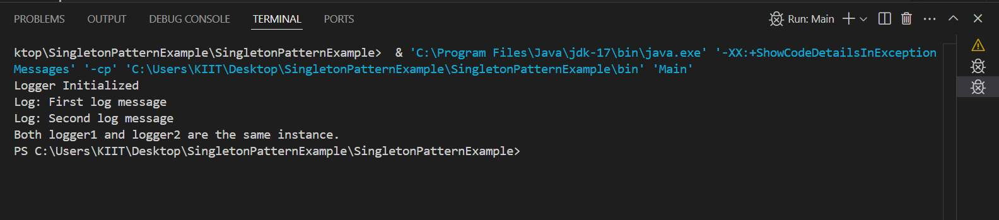 PROBLEMS OUTPUT DEBUG CONSOLE TERMINAL PORTS Run: Main
ktop\SingletonPatternExample\SingletonPatternExample> & 'C:\Program Files\Java\jdk-17\bin\java.exe' '-XX:+ShowCodeDetailsInException
Messages' '-cp' 'C:\Users\KIIT\Desktop\SingletonPatternExample\SingletonPatternExample\bin' 'Main'
Logger Initialized
Log: First log message
Log: Second log message
Both logger1 and logger2 are the same instance.
PS C:\Users\KIIT\Desktop\SingletonPatternExample\SingletonPatternExample>